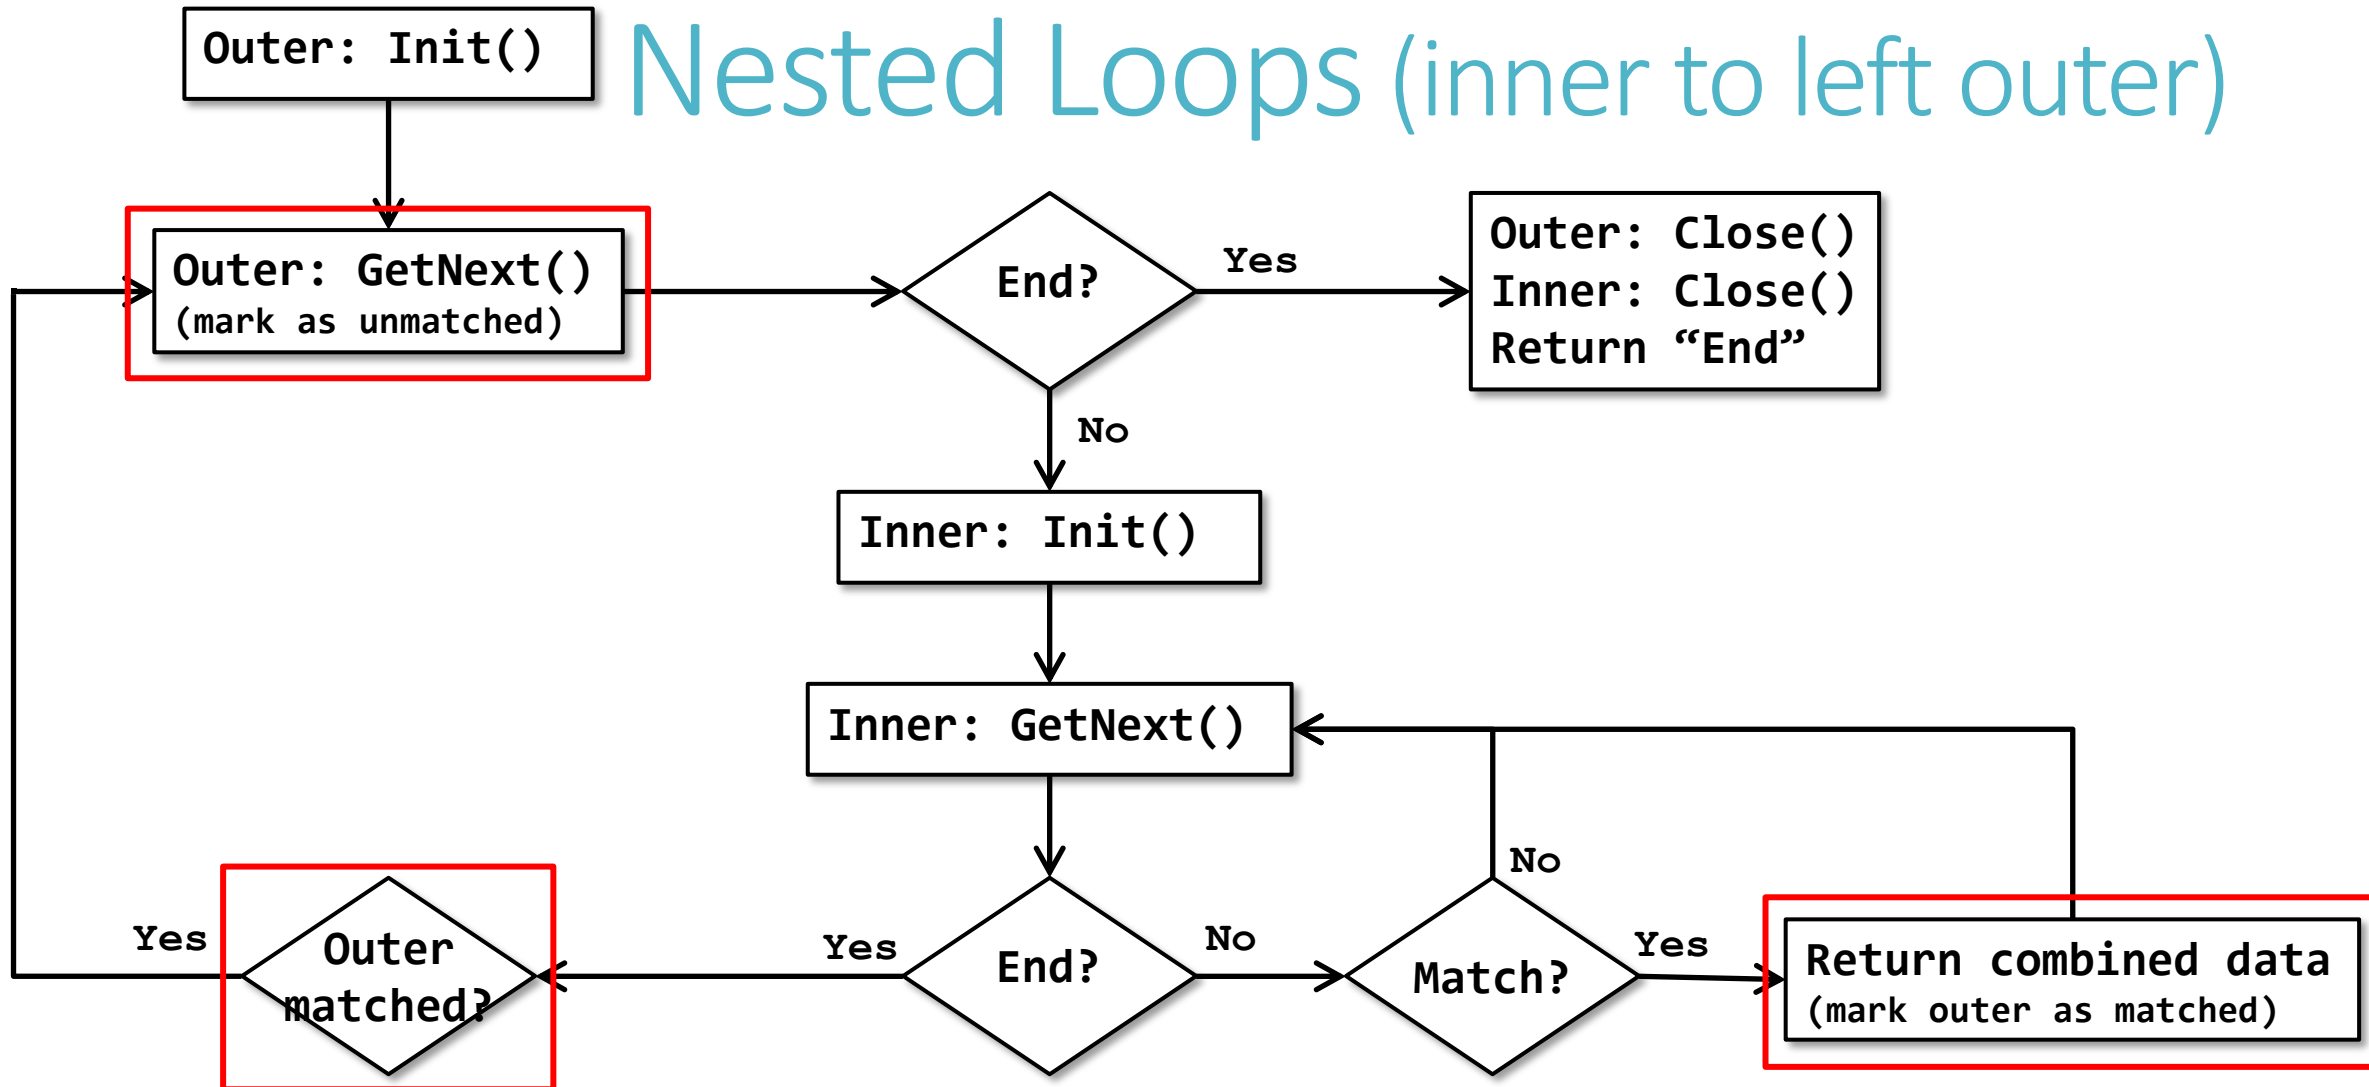 Outer: Init()
Nested Loops (inner to left outer)
Outer: GetNext()
(mark as unmatched)
End?
Yes
Outer: Close()
Inner: Close()
Return “End”
No
Inner: Init()
Inner: GetNext()
No
Yes
Outer
matched?
Yes
End?
No
Match?
Yes
Return combined data
(mark outer as matched)